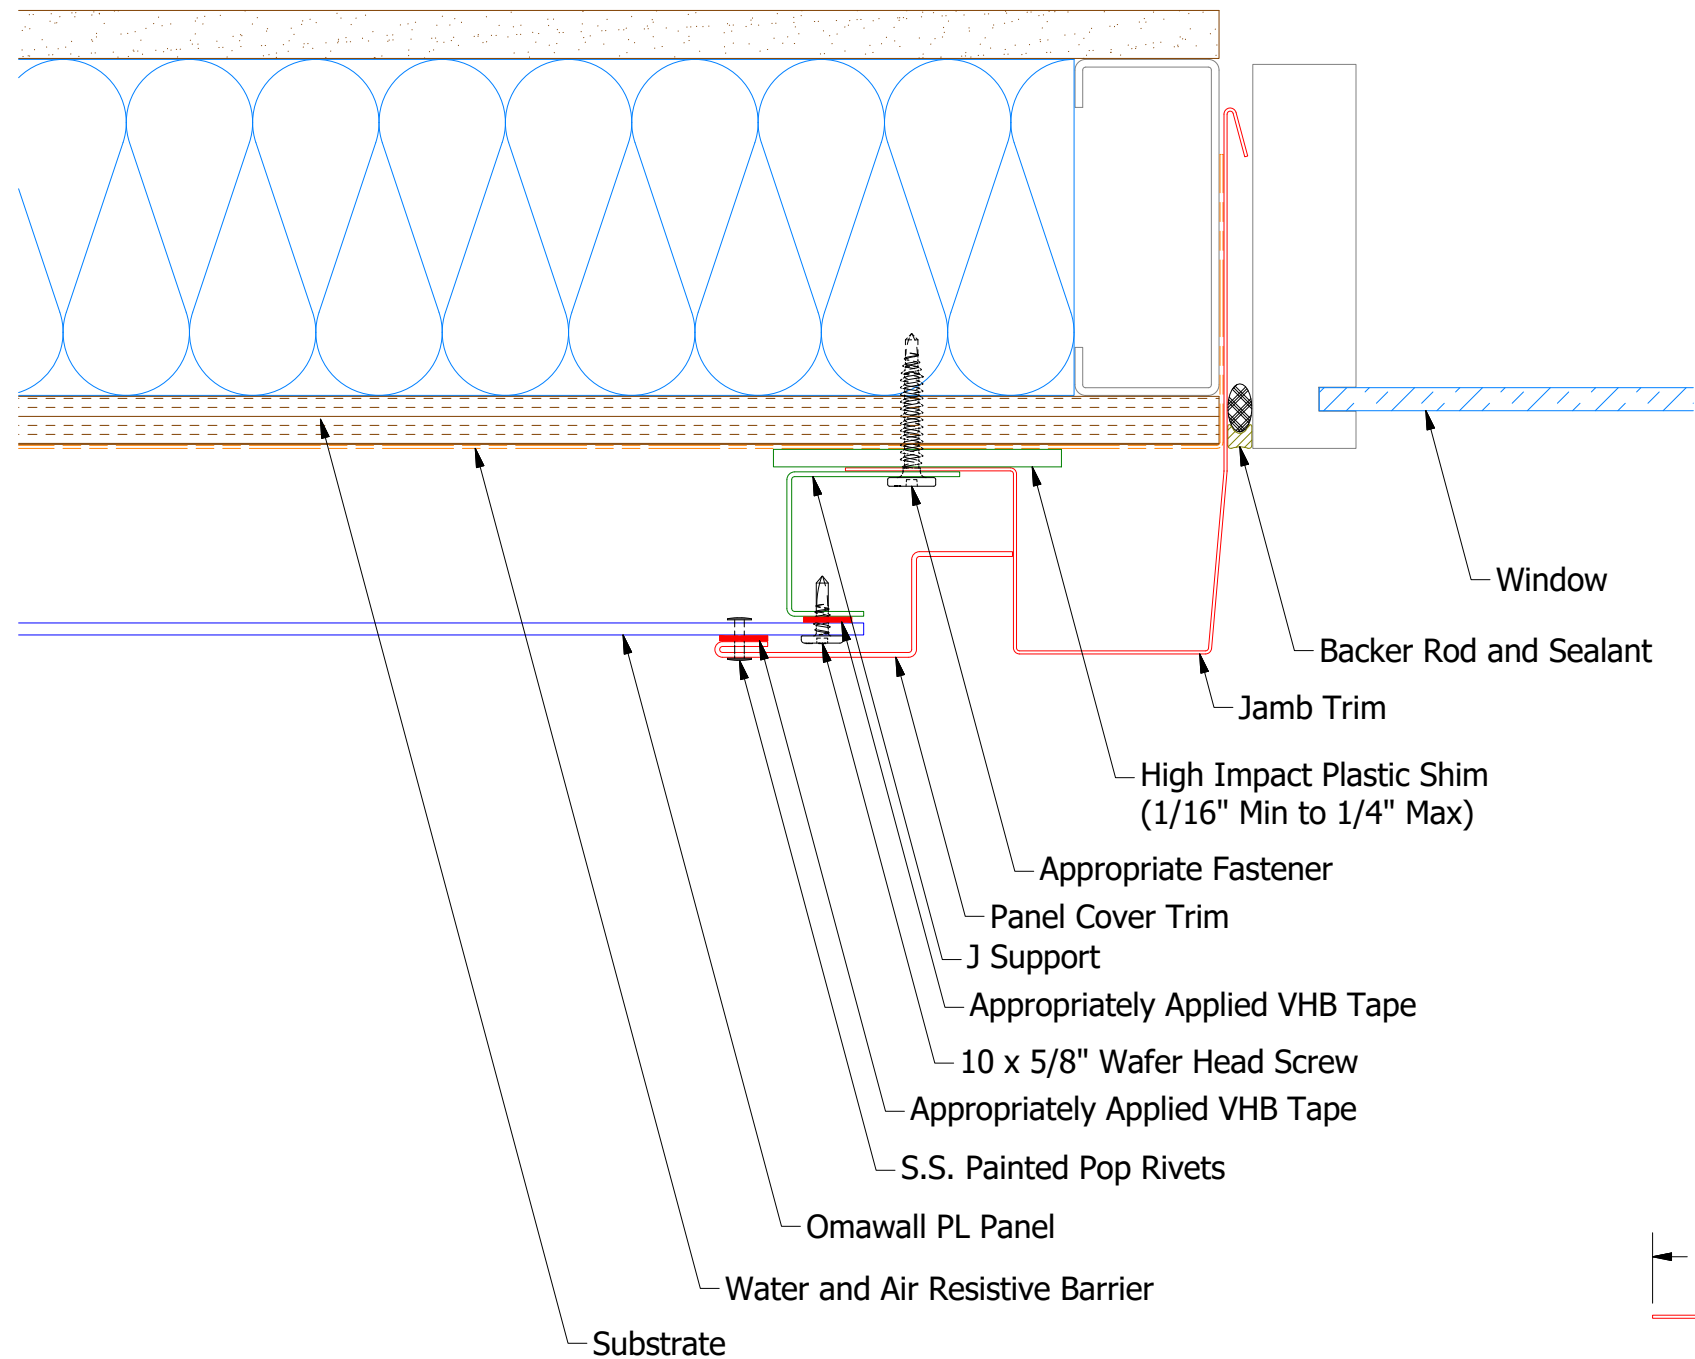 Window
Backer Rod and Sealant
Jamb Trim
High Impact Plastic Shim
(1/16" Min to 1/4" Max)
Appropriate Fastener
Panel Cover Trim
J Support
Appropriately Applied VHB Tape
10 x 5/8" Wafer Head Screw
Appropriately Applied VHB Tape
S.S. Painted Pop Rivets
Omawall PL Panel
Water and Air Resistive Barrier
Substrate